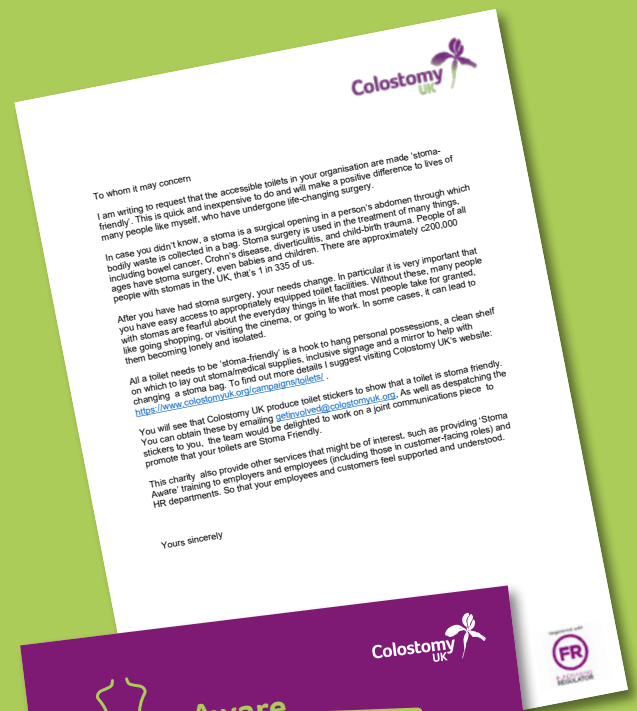 Colostomy
UK
To whom it may concern
I am writing to request that the accessible toilets in your organisation are made 'stoma-
friendly'. This is quick and inexpensive to do and will make a positive difference to lives of
many people like myself, who have undergone life-changing surgery.
In case you didn't know, a stoma is a surgical opening in a person's abdomen through which
bodily waste is collected in a bag. Stoma surgery is used in the treatment of many things,
including bowel cancer, Crohn's disease, diverticulitis, and child-birth trauma. People of all
ages have stoma surgery, even babies and children. There are approximately c200,000
people with stomas in the UK, that's 1 in 335 of us.
After you have had stoma surgery, your needs change. In particular it is very important that
you have easy access to appropriately equipped toilet facilities. Without these, many people
with stomas are fearful about the everyday things in life that most people take for granted,
like going shopping, or visiting the cinema, or going to work. In some cases, it can lead to
them becoming lonely and isolated.
All a toilet needs to be 'stoma-friendly' is a hook to hang personal possessions, a clean shelf
on which to lay out stoma/medical supplies, inclusive signage and a mirror to help with
changing a stoma bag. To find out more details I suggest visiting Colostomy UK's website:
https://www.colostomyuk.org/campaigns/toilets/ .
You will see that Colostomy UK produce toilet stickers to show that a toilet is stoma friendly.
You can obtain these by emailing getinvolved@colostomyuk.org. As well as despatching the
stickers to you, the team would be delighted to work on a joint communications piece to
promote that your toilets are Stoma Friendly.
This charity also provide other services that might be of interest, such as providing 'Stoma
Aware' training to employers and employees (including those in customer-facing roles) and
HR departments. So that your employees and customers feel supported and understood.
Yours sincerely
Colostomy
UK
Aware
Registered with
FR
FUNDRAISING
REGULATOR